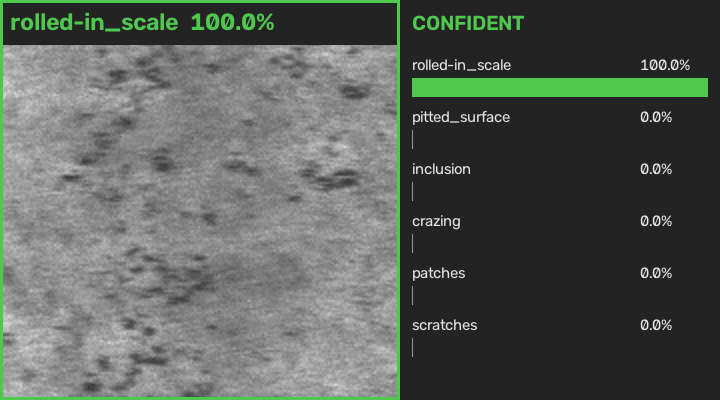 rolled-in_scale 100.0%
CONFIDENT
rolled-in_scale 100.0%
pitted_surface 0.0%
inclusion 0.0%
crazing 0.0%
patches 0.0%
scratches 0.0%